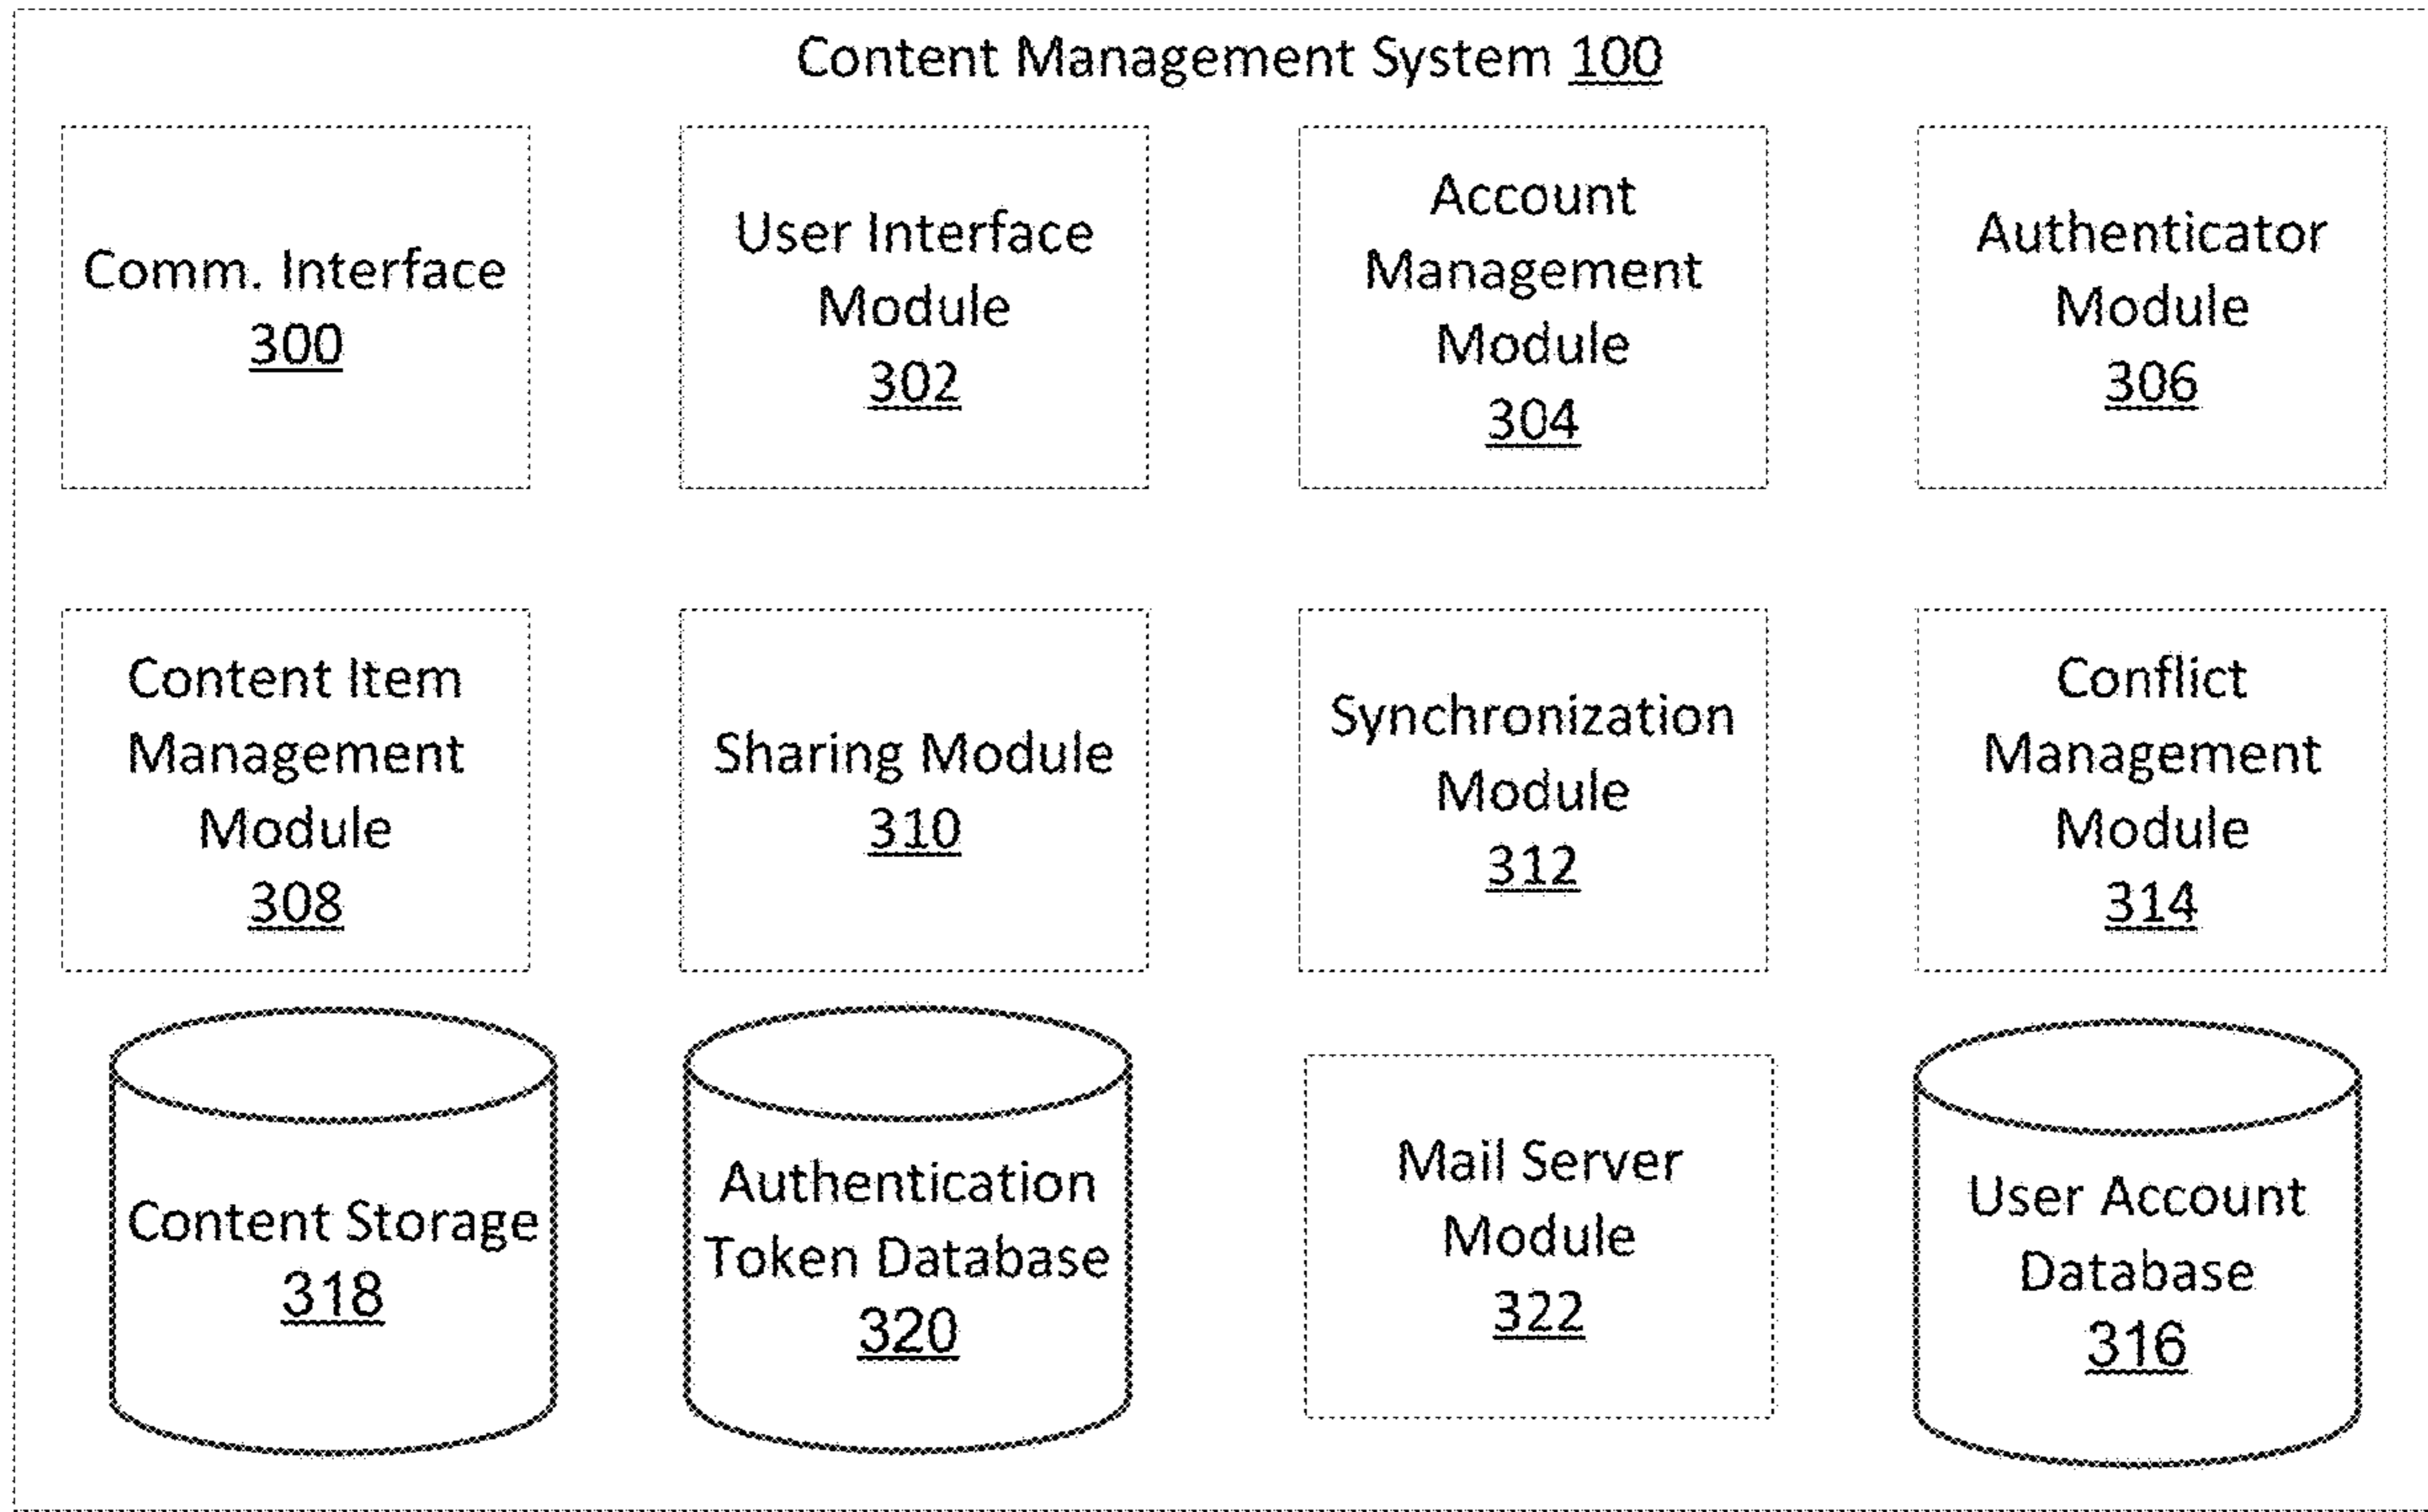 Content Management System 100
Comm. Interface
300
User Interface
Module
302
Account
Management
Module
304
Authenticator
Module
306
Content Item
Management
Module
308
Sharing Module
310
Synchronization
Module
312
Conflict
Management
Module
314
Content Storage
318
Authentication
Token Database
320
Mail Server
Module
322
User Account
Database
316